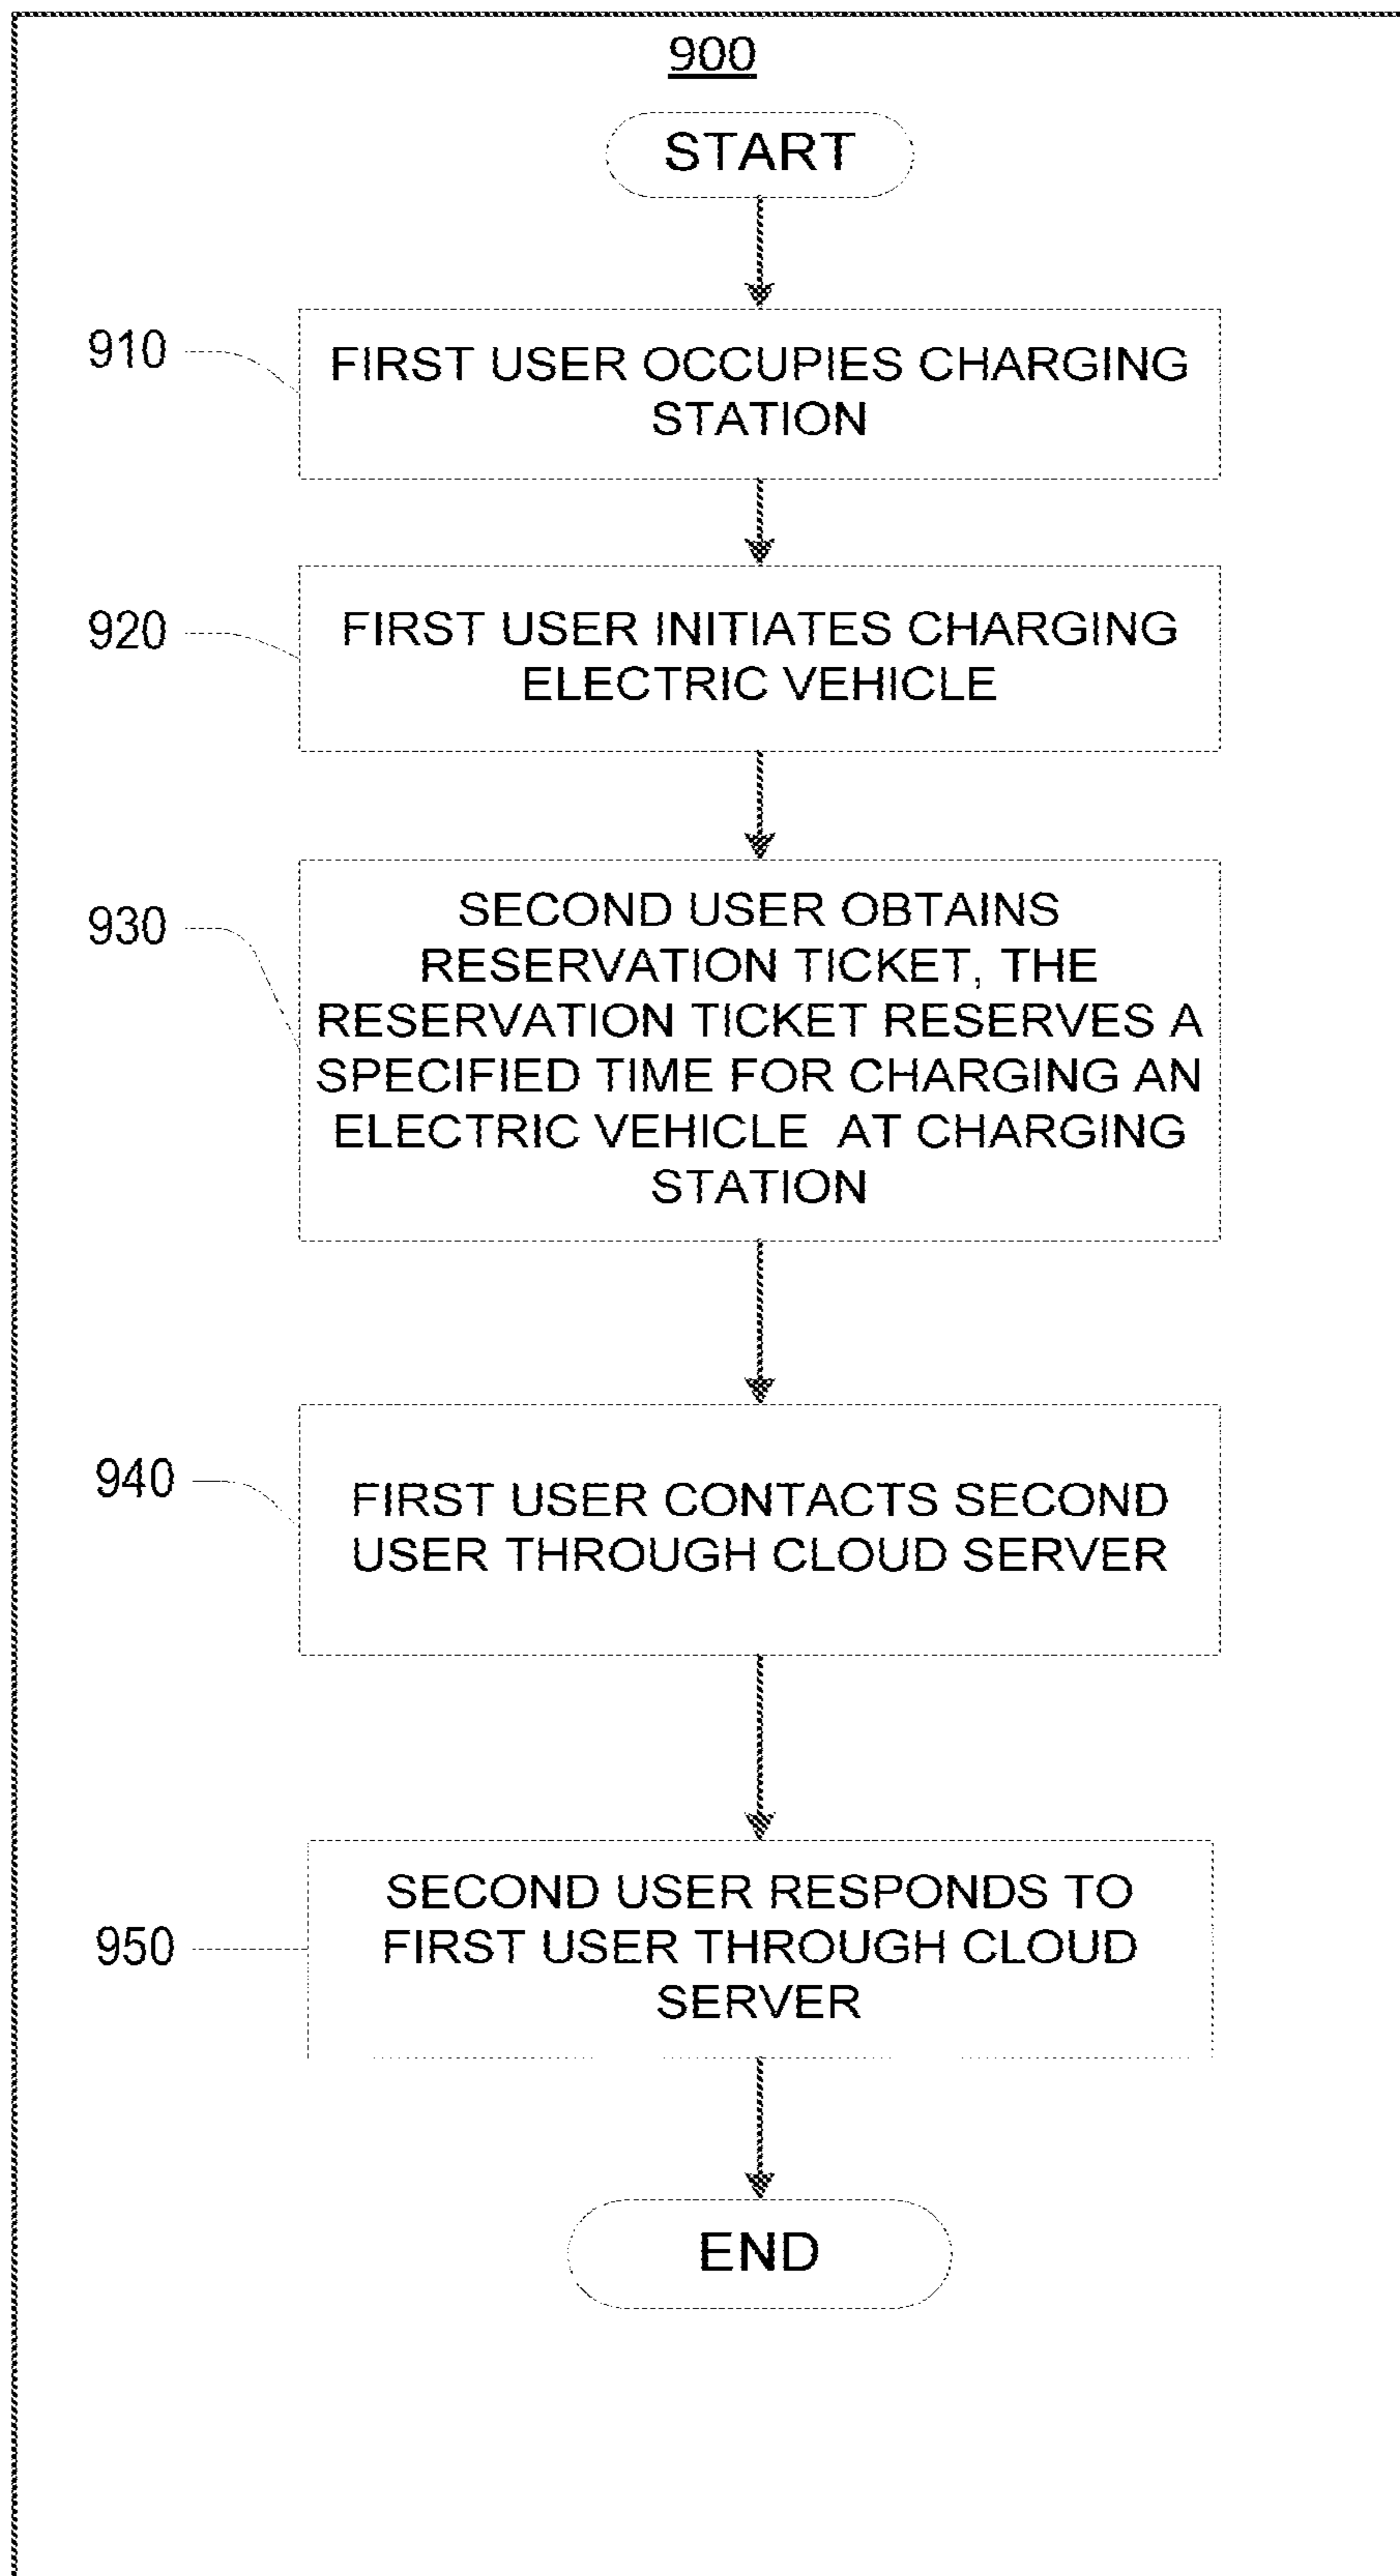 900
START
910
FIRST USER OCCUPIES CHARGING
STATION
920
FIRST USER INITIATES CHARGING
ELECTRIC VEHICLE
930
SECOND USER OBTAINS
RESERVATION TICKET, THE
RESERVATION TICKET RESERVES A
SPECIFIED TIME FOR CHARGING AN
ELECTRIC VEHICLE AT CHARGING
STATION
940
FIRST USER CONTACTS SECOND
USER THROUGH CLOUD SERVER
950
SECOND USER RESPONDS TO
FIRST USER THROUGH CLOUD
SERVER
END